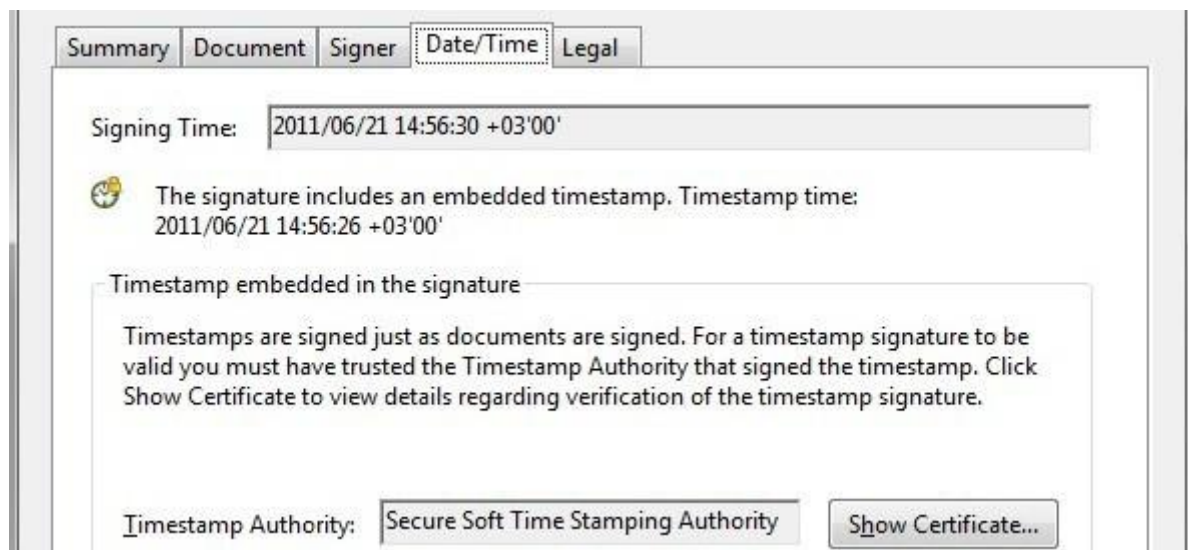 Summary Document Signer Date/Time Legal
Signing Time: 2011/06/21 14:56:30 +03'00'
The signature includes an embedded timestamp. Timestamp time:
2011/06/21 14:56:26 +03'00'
Timestamp embedded in the signature
Timestamps are signed just as documents are signed. For a timestamp signature to be
valid you must have trusted the Timestamp Authority that signed the timestamp. Click
Show Certificate to view details regarding verification of the timestamp signature.
Timestamp Authority: Secure Soft Time Stamping Authority Show Certificate...